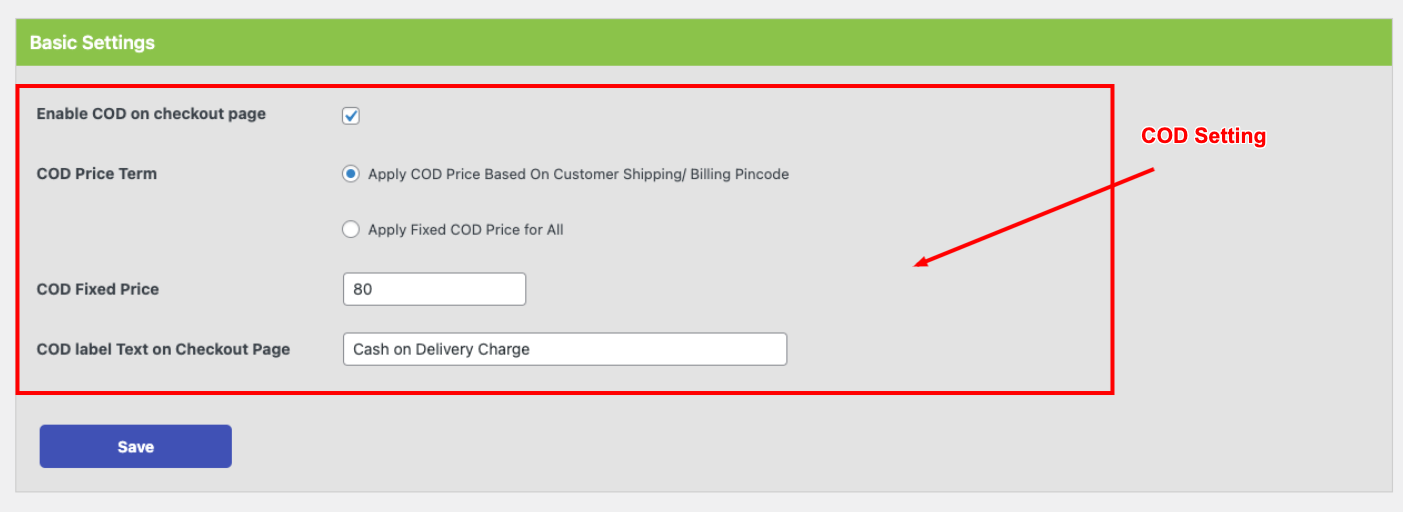 Basic Settings
Enable COD on checkout page
COD Setting
COD Price Term
Apply COD Price Based On Customer Shipping/ Billing Pincode
Apply Fixed COD Price for All
COD Fixed Price
80
COD label Text on Checkout Page
Cash on Delivery Charge
Save